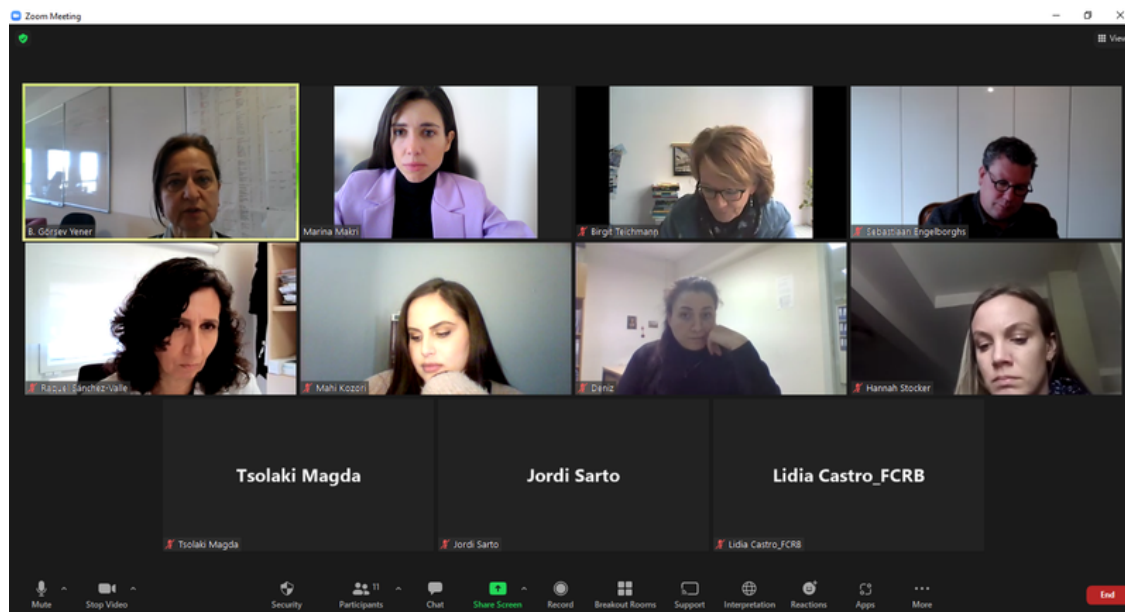 Zoom Meeting
View
B. Görsev Yener
Marina Makri
Birgit Teichmann
Sebastiaan Engelborghs
Raquel Sánchez-Valle
Mahi Kozori
Deniz
Hannah Stocker
Tsolaki Magda
Jordi Sarto
Lidia Castro_FCRB
Tsolaki Magda
Jordi Sarto
Lidia Castro_FCRB
11
Mute
Stop Video
Security
Participants
Chat
Share Screen
Record
Breakout Rooms
Support
Interpretation
Reactions
Apps
More
End